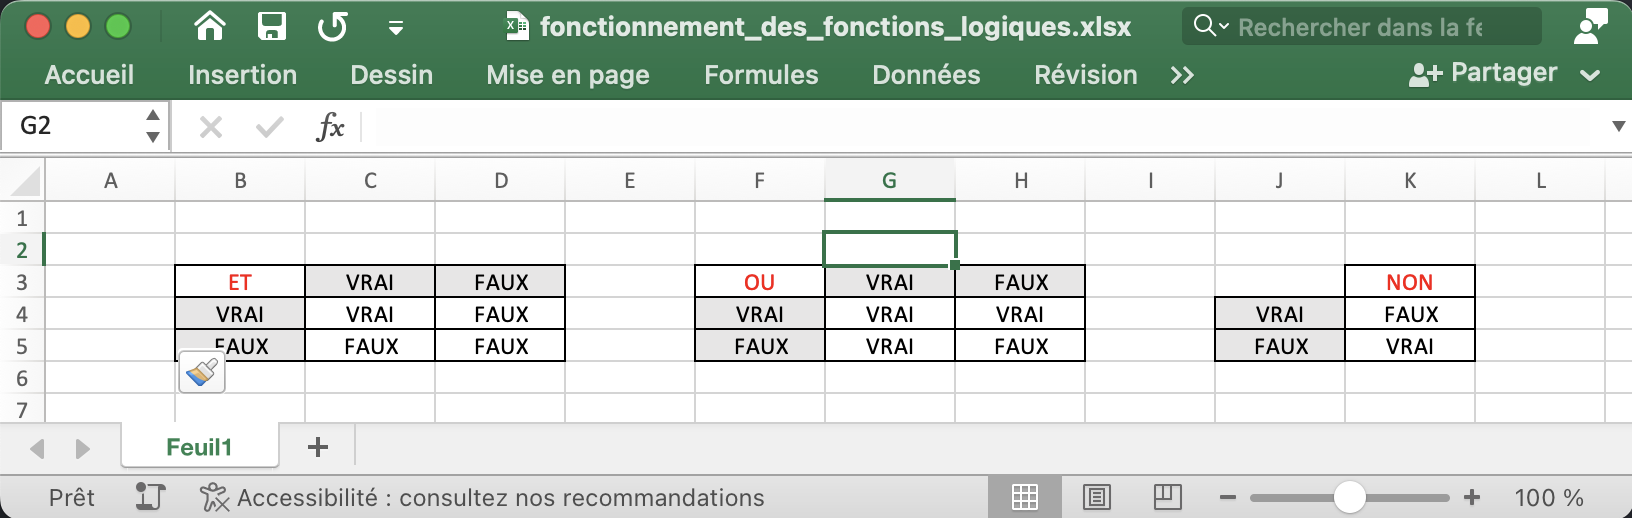 fonctionnement_des_fonctions_logiques.xlsx Rechercher dans la fe
Accueil Insertion Dessin Mise en page Formules Données Révision >> Partager
G2 fx
A B C D E F G H I J K L
1
2
3 ET VRAI FAUX OU VRAI FAUX NON
4 VRAI VRAI FAUX VRAI VRAI VRAI VRAI FAUX
5 FAUX FAUX FAUX FAUX VRAI FAUX FAUX VRAI
6
7
Feuil1 +
Prêt Accessibilité : consultez nos recommandations - + 100 %